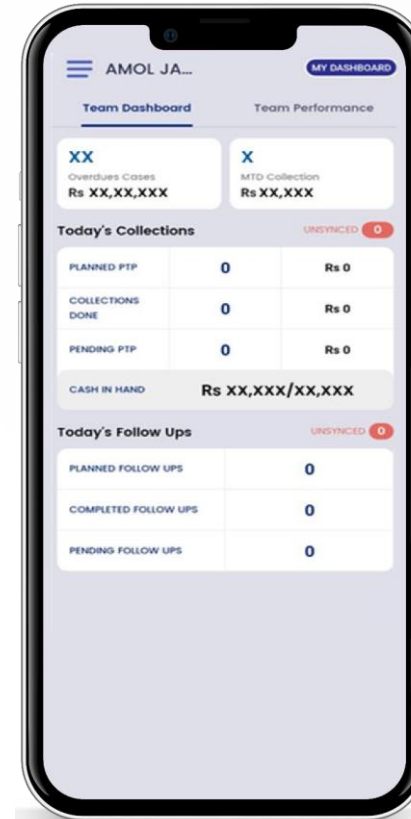 AMOL JA...
MY DASHBOARD
Team Dashboard
Team Performance
XX
Overdues Cases
Rs XX,XX,XXX
X
MTD Collection
Rs XX,XXX
Today's Collections
UNSYNCED 0
PLANNED PTP 0 Rs 0
COLLECTIONS
DONE 0 Rs 0
PENDING PTP 0 Rs 0
CASH IN HAND Rs XX,XXX/XX,XXX
Today's Follow Ups
UNSYNCED 0
PLANNED FOLLOW UPS 0
COMPLETED FOLLOW UPS 0
PENDING FOLLOW UPS 0